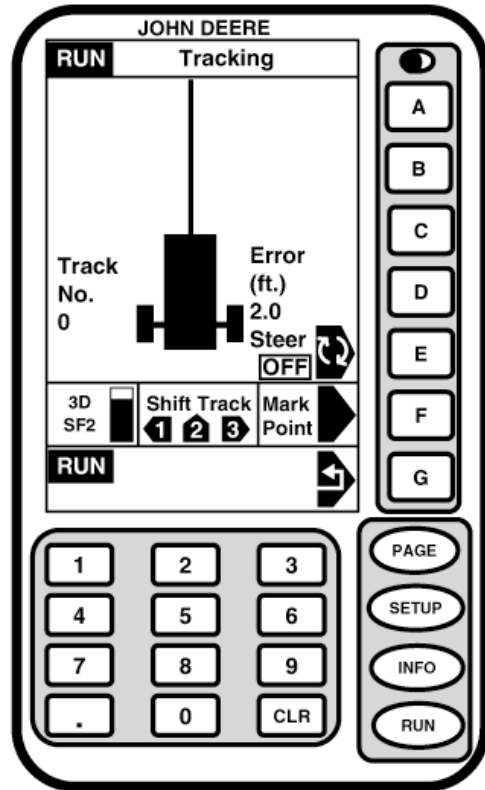 JOHN DEERE
RUN Tracking
Track
No.
0
Error
(ft.)
2.0
Steer
OFF
3D
SF2
Shift Track
1 2 3
Mark
Point
RUN
A
B
C
D
E
F
G
PAGE
SETUP
INFO
RUN
1 2 3
4 5 6
7 8 9
. 0 CLR